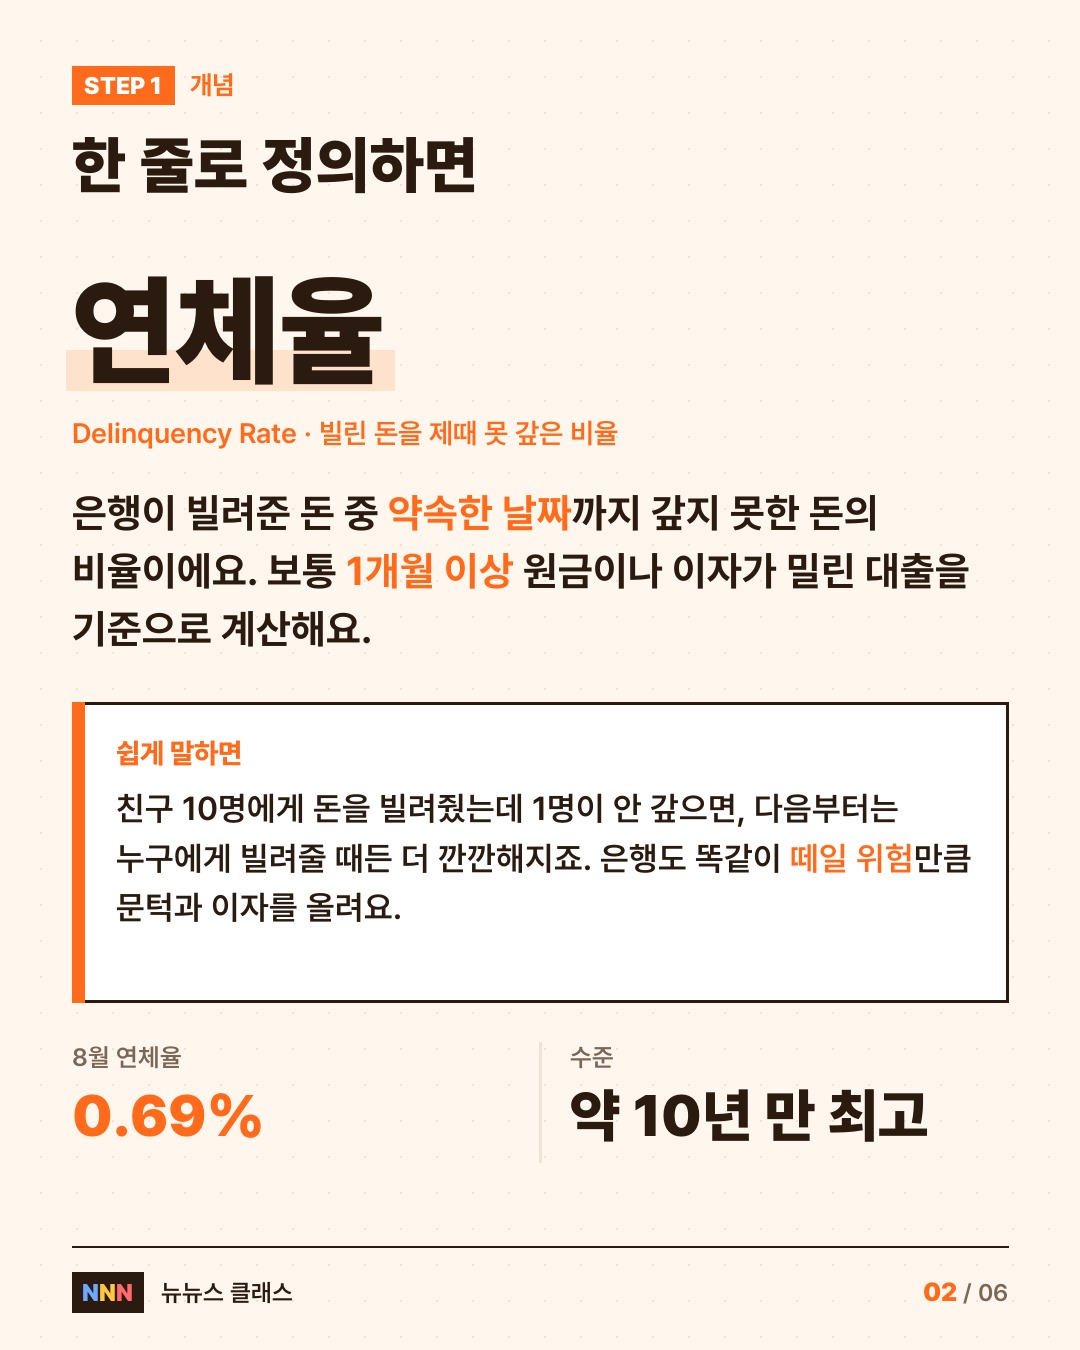 STEP 1 개념
한 줄로 정의하면
연체율
Delinquency Rate · 빌린 돈을 제때 못 갚은 비율
은행이 빌려준 돈 중 약속한 날짜까지 갚지 못한 돈의
비율이에요. 보통 1개월 이상 원금이나 이자가 밀린 대출을
기준으로 계산해요.
쉽게 말하면
친구 10명에게 돈을 빌려줬는데 1명이 안 갚으면, 다음부터는
누구에게 빌려줄 때든 더 깐깐해지죠. 은행도 똑같이 떼일 위험만큼
문턱과 이자를 올려요.
8월 연체율
0.69%
수준
약 10년 만 최고
NNN 뉴뉴스 클래스
02 / 06